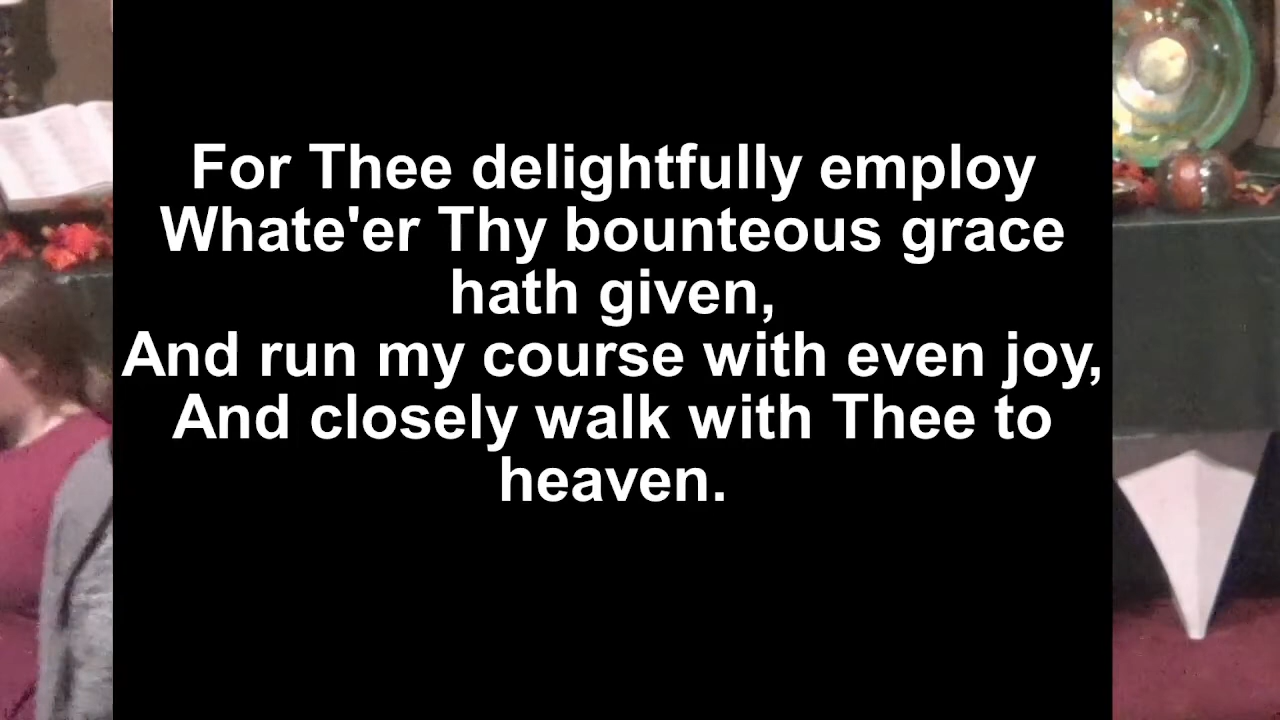 For Thee delightfully employ
Whate'er Thy bounteous grace
hath given,
And run my course with even joy,
And closely walk with Thee to
heaven.